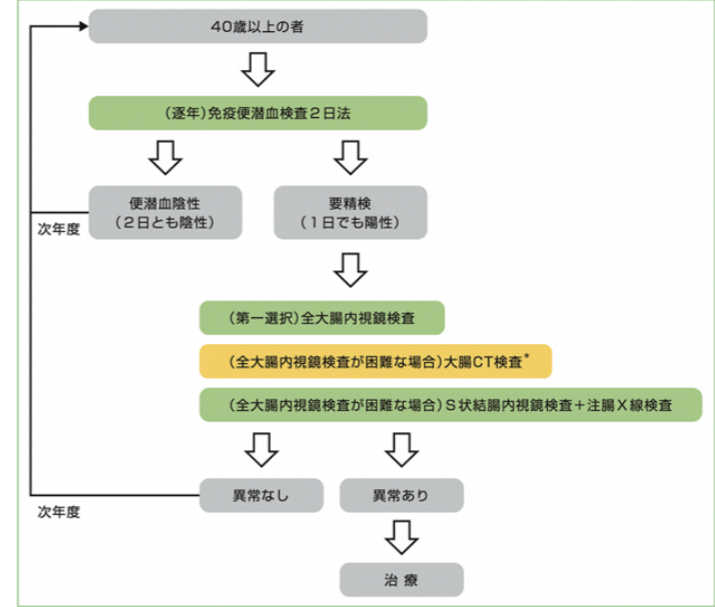 40歳以上の者
(逐年)免疫便潜血検査2日法
便潜血陰性
(2日とも陰性)
要精検
(1日でも陽性)
次年度
(第一選択)全大腸内視鏡検査
(全大腸内視鏡検査が困難な場合)大腸CT検査*
(全大腸内視鏡検査が困難な場合)S状結腸内視鏡検査+注腸X線検査
異常なし
異常あり
次年度
治 療